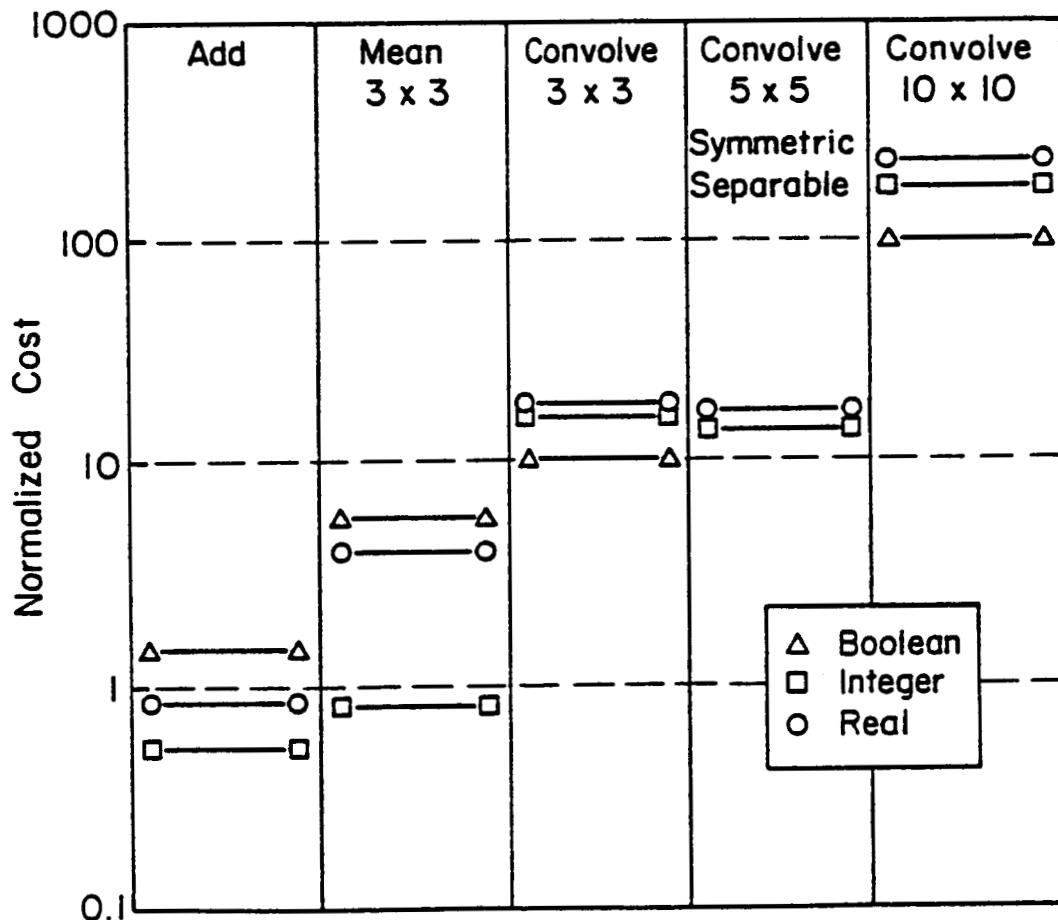 1000
100
10
1
0.1
Normalized Cost
Add
Mean
3 x 3
Convolve
3 x 3
Convolve
5 x 5
Symmetric
Separable
Convolve
10 x 10
Boolean
Integer
Real